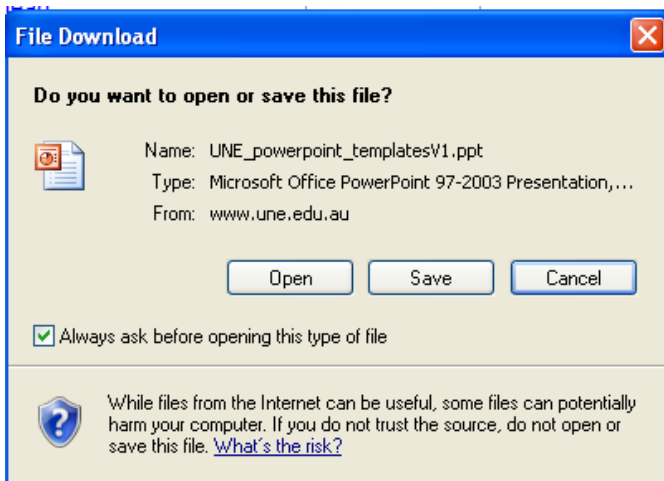 File Download
Do you want to open or save this file?
Name: UNE_powerpoint_templatesV1.ppt
Type: Microsoft Office PowerPoint 97-2003 Presentation,...
From: www.une.edu.au
Open Save Cancel
Always ask before opening this type of file
While files from the Internet can be useful, some files can potentially
harm your computer. If you do not trust the source, do not open or
save this file. What's the risk?